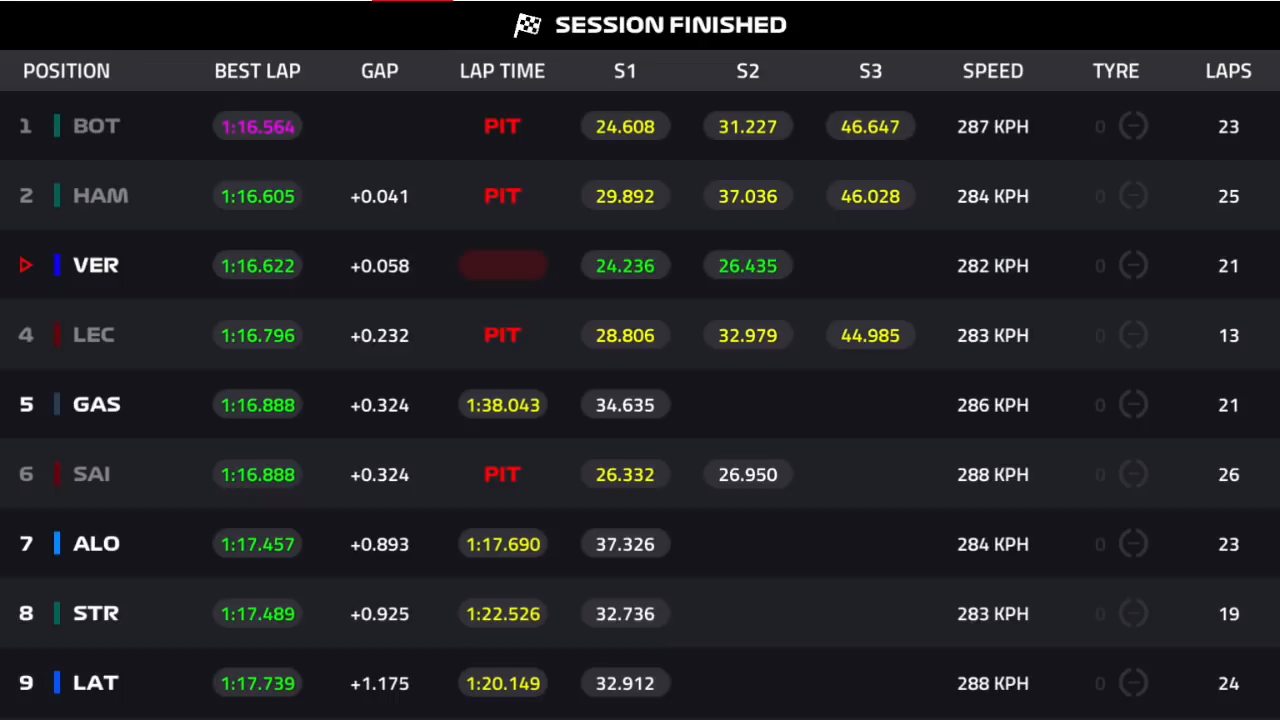 SESSION FINISHED
POSITION BEST LAP GAP LAP TIME S1 S2 S3 SPEED TYRE LAPS
1 BOT 1:16.564 PIT 24.608 31.227 46.647 287 KPH 0 23
2 HAM 1:16.605 +0.041 PIT 29.892 37.036 46.028 284 KPH 0 25
VER 1:16.622 +0.058 24.236 26.435 282 KPH 0 21
4 LEC 1:16.796 +0.232 PIT 28.806 32.979 44.985 283 KPH 0 13
5 GAS 1:16.888 +0.324 1:38.043 34.635 286 KPH 0 21
6 SAI 1:16.888 +0.324 PIT 26.332 26.950 288 KPH 0 26
7 ALO 1:17.457 +0.893 1:17.690 37.326 284 KPH 0 23
8 STR 1:17.489 +0.925 1:22.526 32.736 283 KPH 0 19
9 LAT 1:17.739 +1.175 1:20.149 32.912 288 KPH 0 24